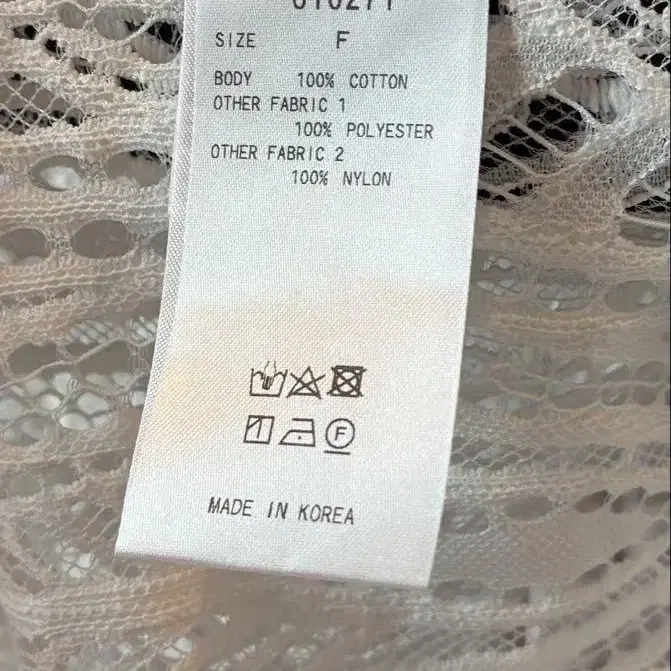 SIZE F
BODY 100% COTTON
OTHER FABRIC 1
100% POLYESTER
OTHER FABRIC 2
100% NYLON
F
MADE IN KOREA